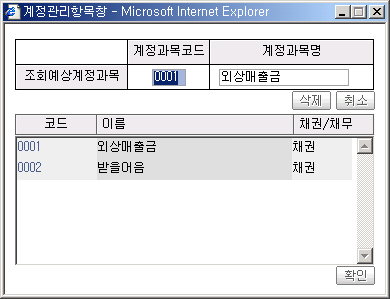 계정관리항목창 - Microsoft Internet Explorer
계정과목코드 계정과목명
조회예상계정과목 0001 외상매출금
삭제 취소
코드 이름 채권/채무
0001 외상매출금 채권
0002 받을어음 채권
확인